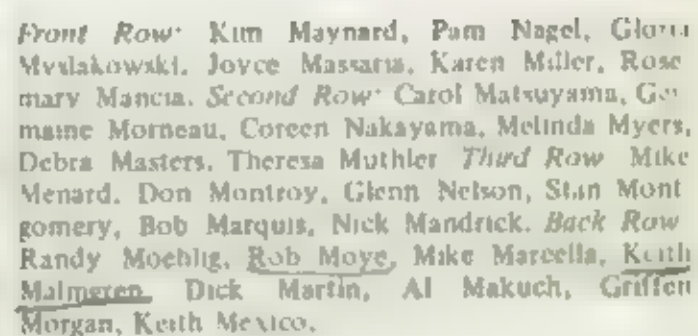 Front Row: Kim Maynard, Pam Nagel, Gloria
Myslakowski, Joyce Massaria, Karen Miller, Rose
mary Mancia. Second Row: Carol Matsuyama, Ger
maine Morneau, Coreen Nakayama, Melinda Myers,
Debra Masters, Theresa Muthler Third Row Mike
Menard, Don Montroy, Glenn Nelson, Stan Mont
gomery, Bob Marquis, Nick Mandrick. Back Row
Randy Moehlig, Rob Moye, Mike Marcella, Keith
Malmgren, Dick Martin, Al Makuch, Griffen
Morgan, Keith Mexico.